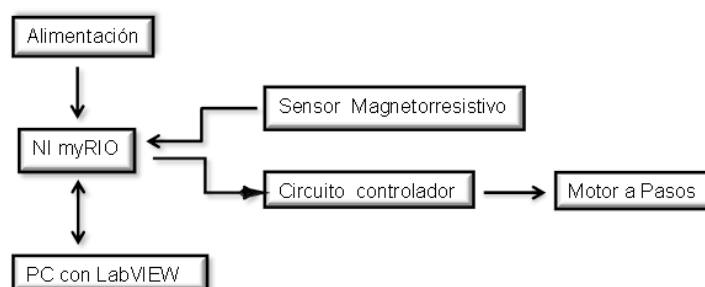 Alimentación
Sensor Magnetorresistivo
NI myRIO
Circuito controlador
Motor a Pasos
PC con LabVIEW